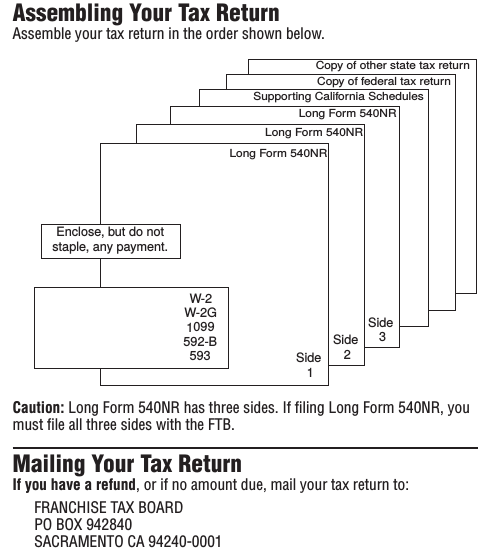 Assembling Your Tax Return
Assemble your tax return in the order shown below.
Copy of other state tax return
Copy of federal tax return
Supporting California Schedules
Long Form 540NR
Long Form 540NR
Long Form 540NR
Enclose, but do not
staple, any payment.
W-2
W-2G
1099
592-B
593
Side
1
Side
2
Side
3
Caution: Long Form 540NR has three sides. If filing Long Form 540NR, you
must file all three sides with the FTB.
Mailing Your Tax Return
If you have a refund, or if no amount due, mail your tax return to:
FRANCHISE TAX BOARD
PO BOX 942840
SACRAMENTO CA 94240-0001